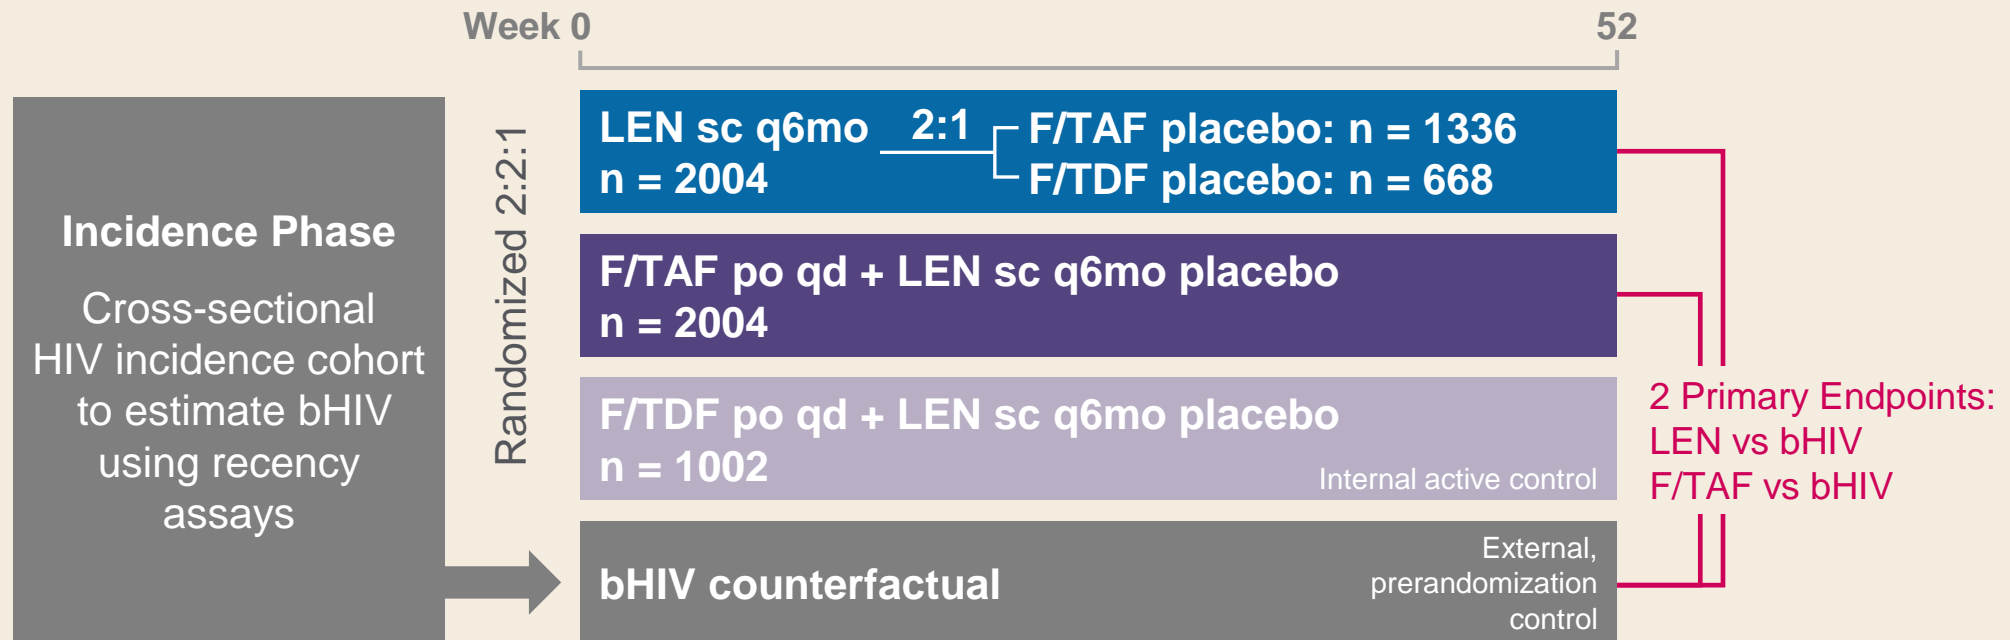 Week 0
52
Incidence Phase
Cross-sectional
HIV incidence cohort
to estimate bHIV
using recency
assays
Randomized 2:2:1
LEN sc q6mo
n = 2004
2:1
F/TAF placebo: n = 1336
F/TDF placebo: n = 668
F/TAF po qd + LEN sc q6mo placebo
n = 2004
F/TDF po qd + LEN sc q6mo placebo
n = 1002
Internal active control
bHIV counterfactual
External,
prerandomization
control
2 Primary Endpoints:
LEN vs bHIV
F/TAF vs bHIV